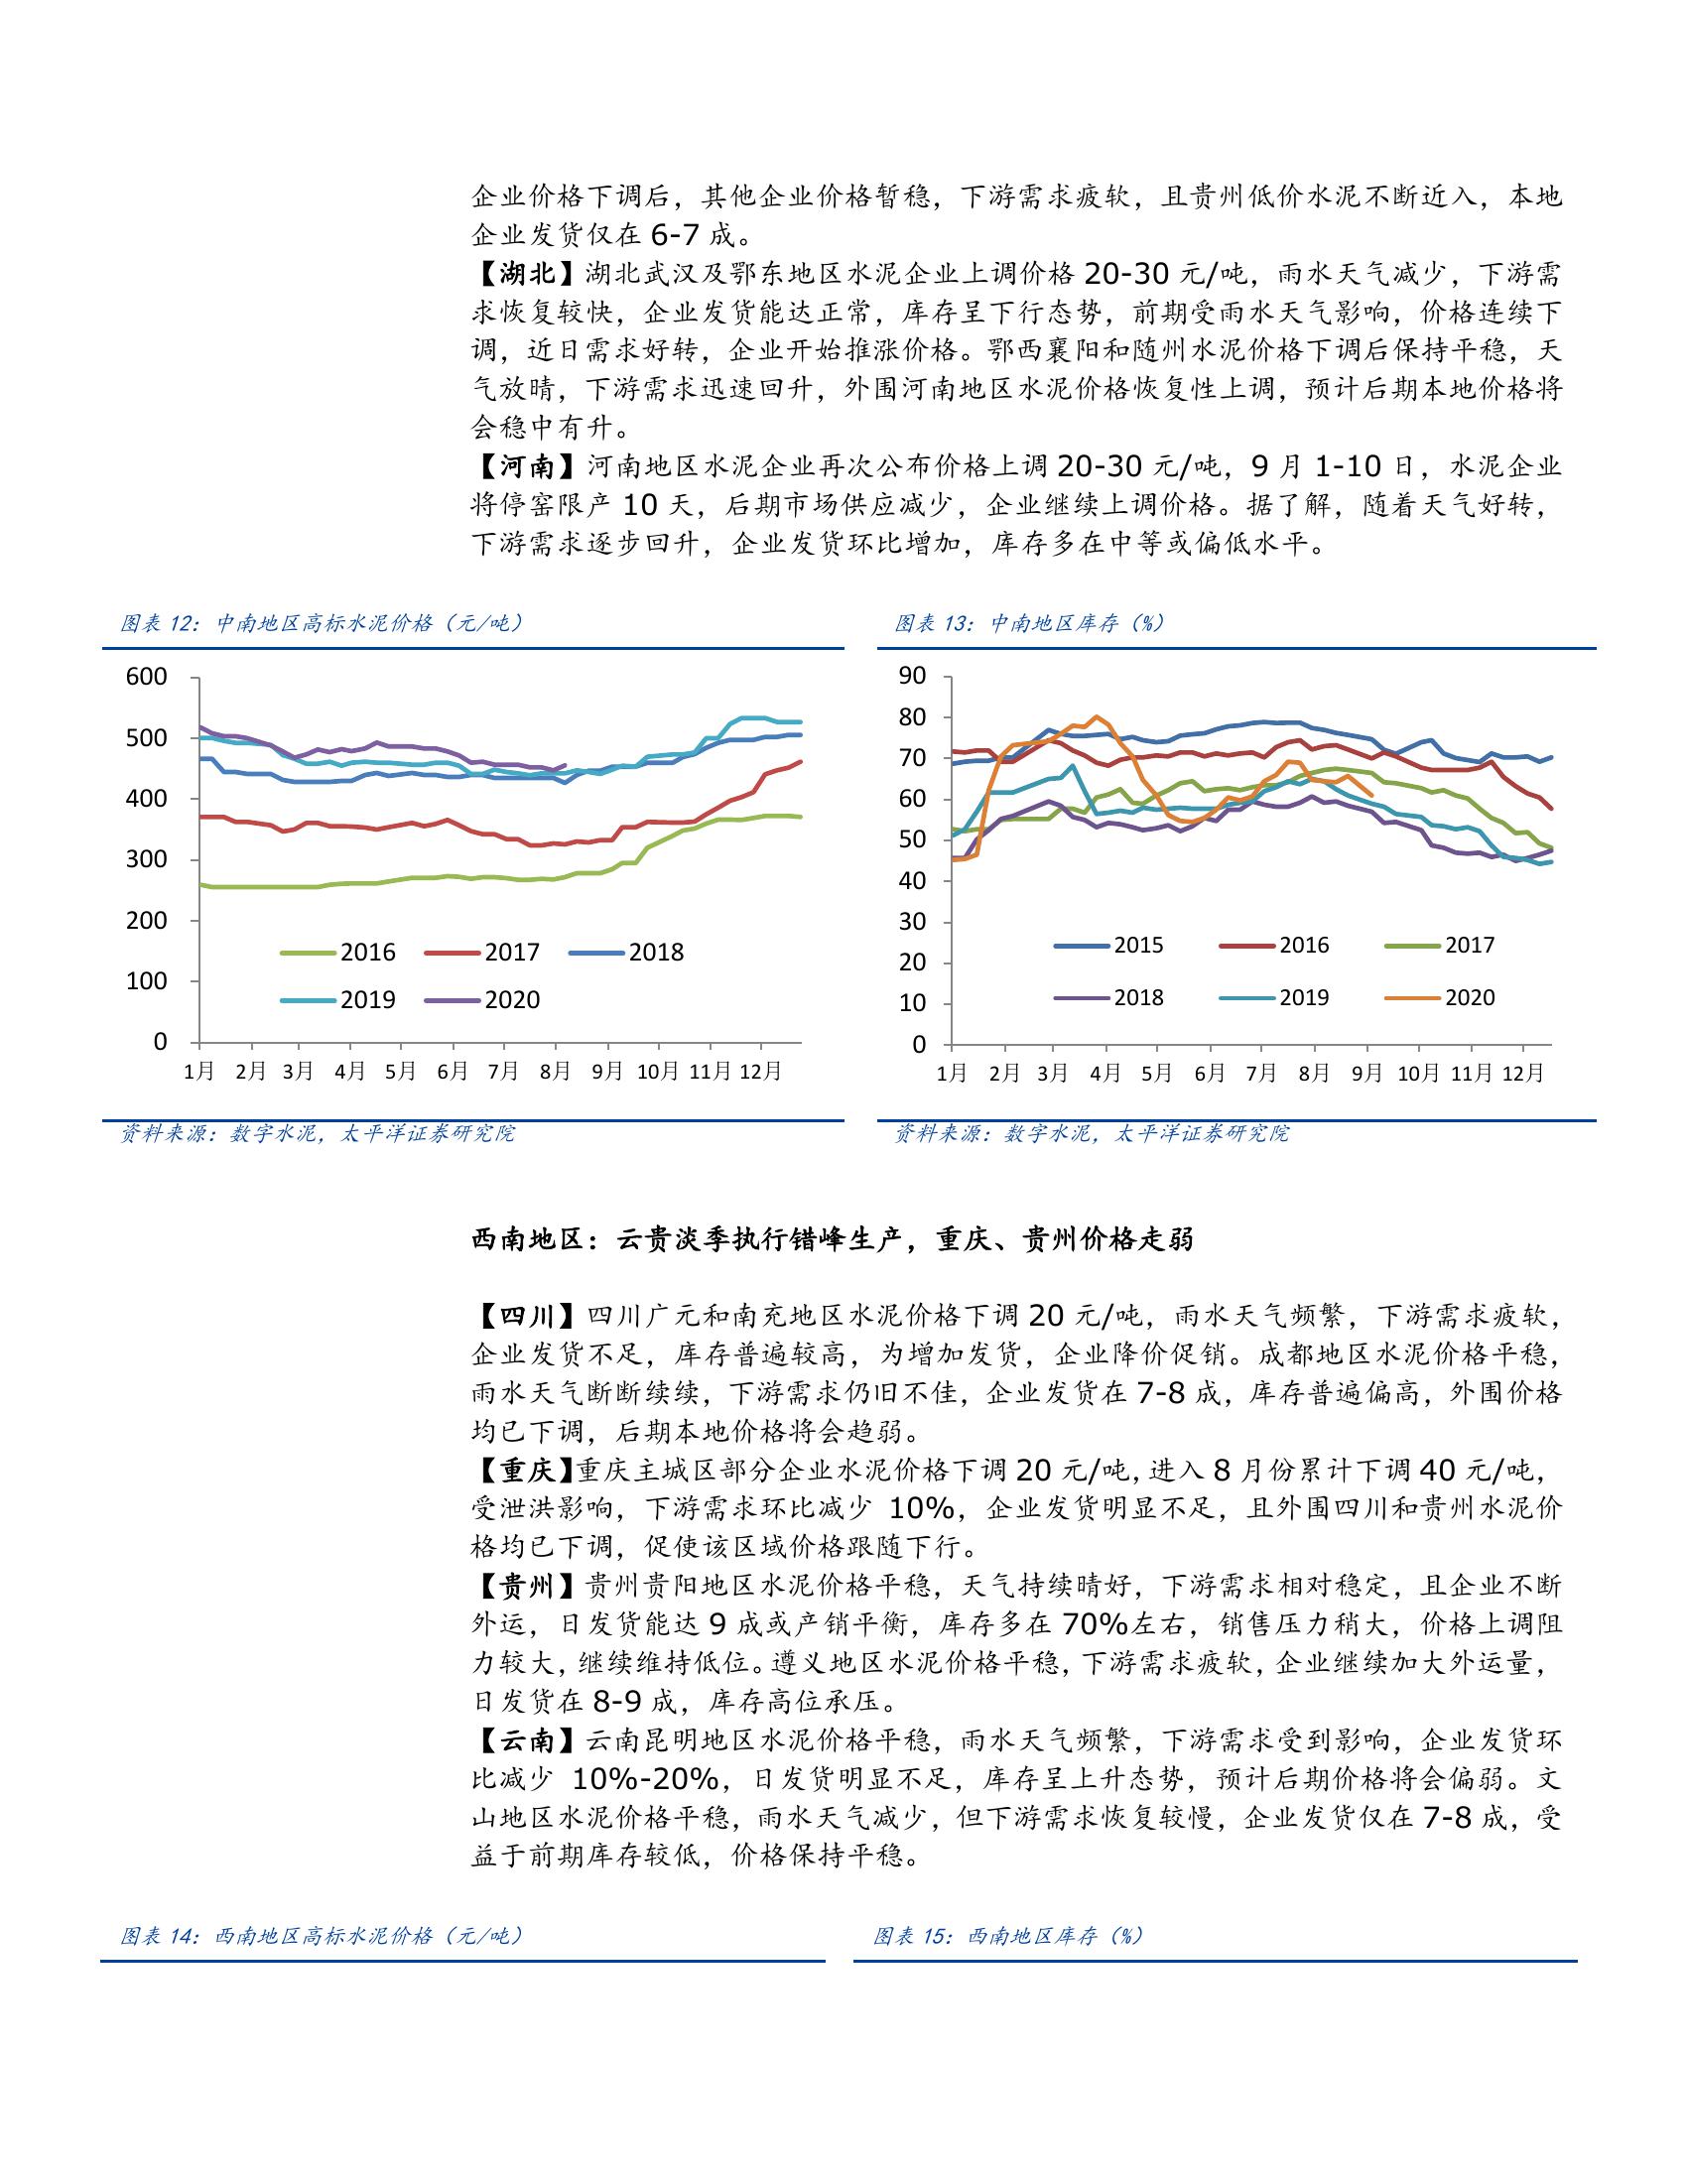 企业价格下调后，其他企业价格暂稳，下游需求疲软，且贵州低价水泥不断近入，本地
企业发货仅在 6-7 成。
【湖北】湖北武汉及鄂东地区水泥企业上调价格 20-30 元/吨，雨水天气减少，下游需
求恢复较快，企业发货能达正常，库存呈下行态势，前期受雨水天气影响，价格连续下
调，近日需求好转，企业开始推涨价格。鄂西襄阳和随州水泥价格下调后保持平稳，天
气放晴，下游需求迅速回升，外围河南地区水泥价格恢复性上调，预计后期本地价格将
会稳中有升。
【河南】河南地区水泥企业再次公布价格上调 20-30 元/吨，9 月 1-10 日，水泥企业
将停窑限产 10 天，后期市场供应减少，企业继续上调价格。据了解，随着天气好转，
下游需求逐步回升，企业发货环比增加，库存多在中等或偏低水平。
图表 12：中南地区高标水泥价格（元/吨）
600
500
400
300
200
100
0
1月 2月 3月 4月 5月 6月 7月 8月 9月 10月 11月 12月
2016 2017 2018
2019 2020
资料来源：数字水泥，太平洋证券研究院
图表 13：中南地区库存（%）
90
80
70
60
50
40
30
20
10
0
1月 2月 3月 4月 5月 6月 7月 8月 9月 10月 11月 12月
2015 2016 2017
2018 2019 2020
资料来源：数字水泥，太平洋证券研究院
西南地区：云贵淡季执行错峰生产，重庆、贵州价格走弱
【四川】四川广元和南充地区水泥价格下调 20 元/吨，雨水天气频繁，下游需求疲软，
企业发货不足，库存普遍较高，为增加发货，企业降价促销。成都地区水泥价格平稳，
雨水天气断断续续，下游需求仍旧不佳，企业发货在 7-8 成，库存普遍偏高，外围价格
均已下调，后期本地价格将会趋弱。
【重庆】重庆主城区部分企业水泥价格下调 20 元/吨，进入 8 月份累计下调 40 元/吨，
受泄洪影响，下游需求环比减少 10%，企业发货明显不足，且外围四川和贵州水泥价
格均已下调，促使该区域价格跟随下行。
【贵州】贵州贵阳地区水泥价格平稳，天气持续晴好，下游需求相对稳定，且企业不断
外运，日发货能达 9 成或产销平衡，库存多在 70%左右，销售压力稍大，价格上调阻
力较大，继续维持低位。遵义地区水泥价格平稳，下游需求疲软，企业继续加大外运量，
日发货在 8-9 成，库存高位承压。
【云南】云南昆明地区水泥价格平稳，雨水天气频繁，下游需求受到影响，企业发货环
比减少 10%-20%，日发货明显不足，库存呈上升态势，预计后期价格将会偏弱。文
山地区水泥价格平稳，雨水天气减少，但下游需求恢复较慢，企业发货仅在 7-8 成，受
益于前期库存较低，价格保持平稳。
图表 14：西南地区高标水泥价格（元/吨）
图表 15：西南地区库存（%）